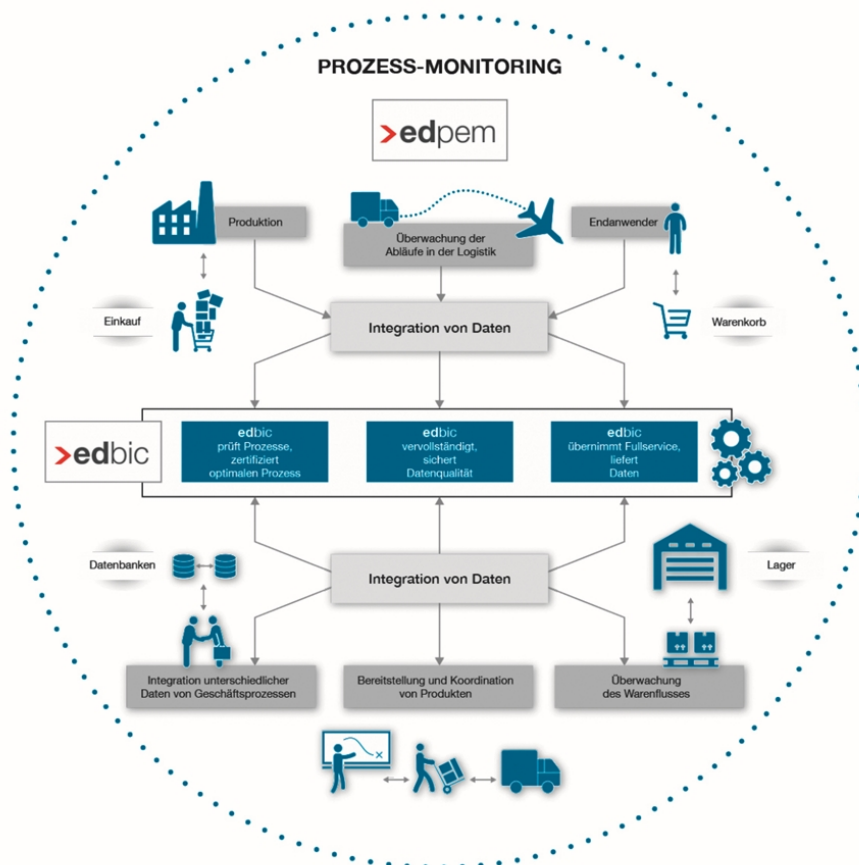 PROZESS-MONITORING
>edpem
Produktion
Überwachung der
Abläufe in der Logistik
Endanwender
Einkauf
Integration von Daten
Warenkorb
>edbic
edbic
prüft Prozesse,
zertifiziert
optimalen Prozess
edbic
vervollständigt,
sichert
Datenqualität
edbic
übernimmt Fullservice,
liefert
Daten
Datenbanken
Integration von Daten
Lager
Integration unterschiedlicher
Daten von Geschäftsprozessen
Bereitstellung und Koordination
von Produkten
Überwachung
des Warenflusses